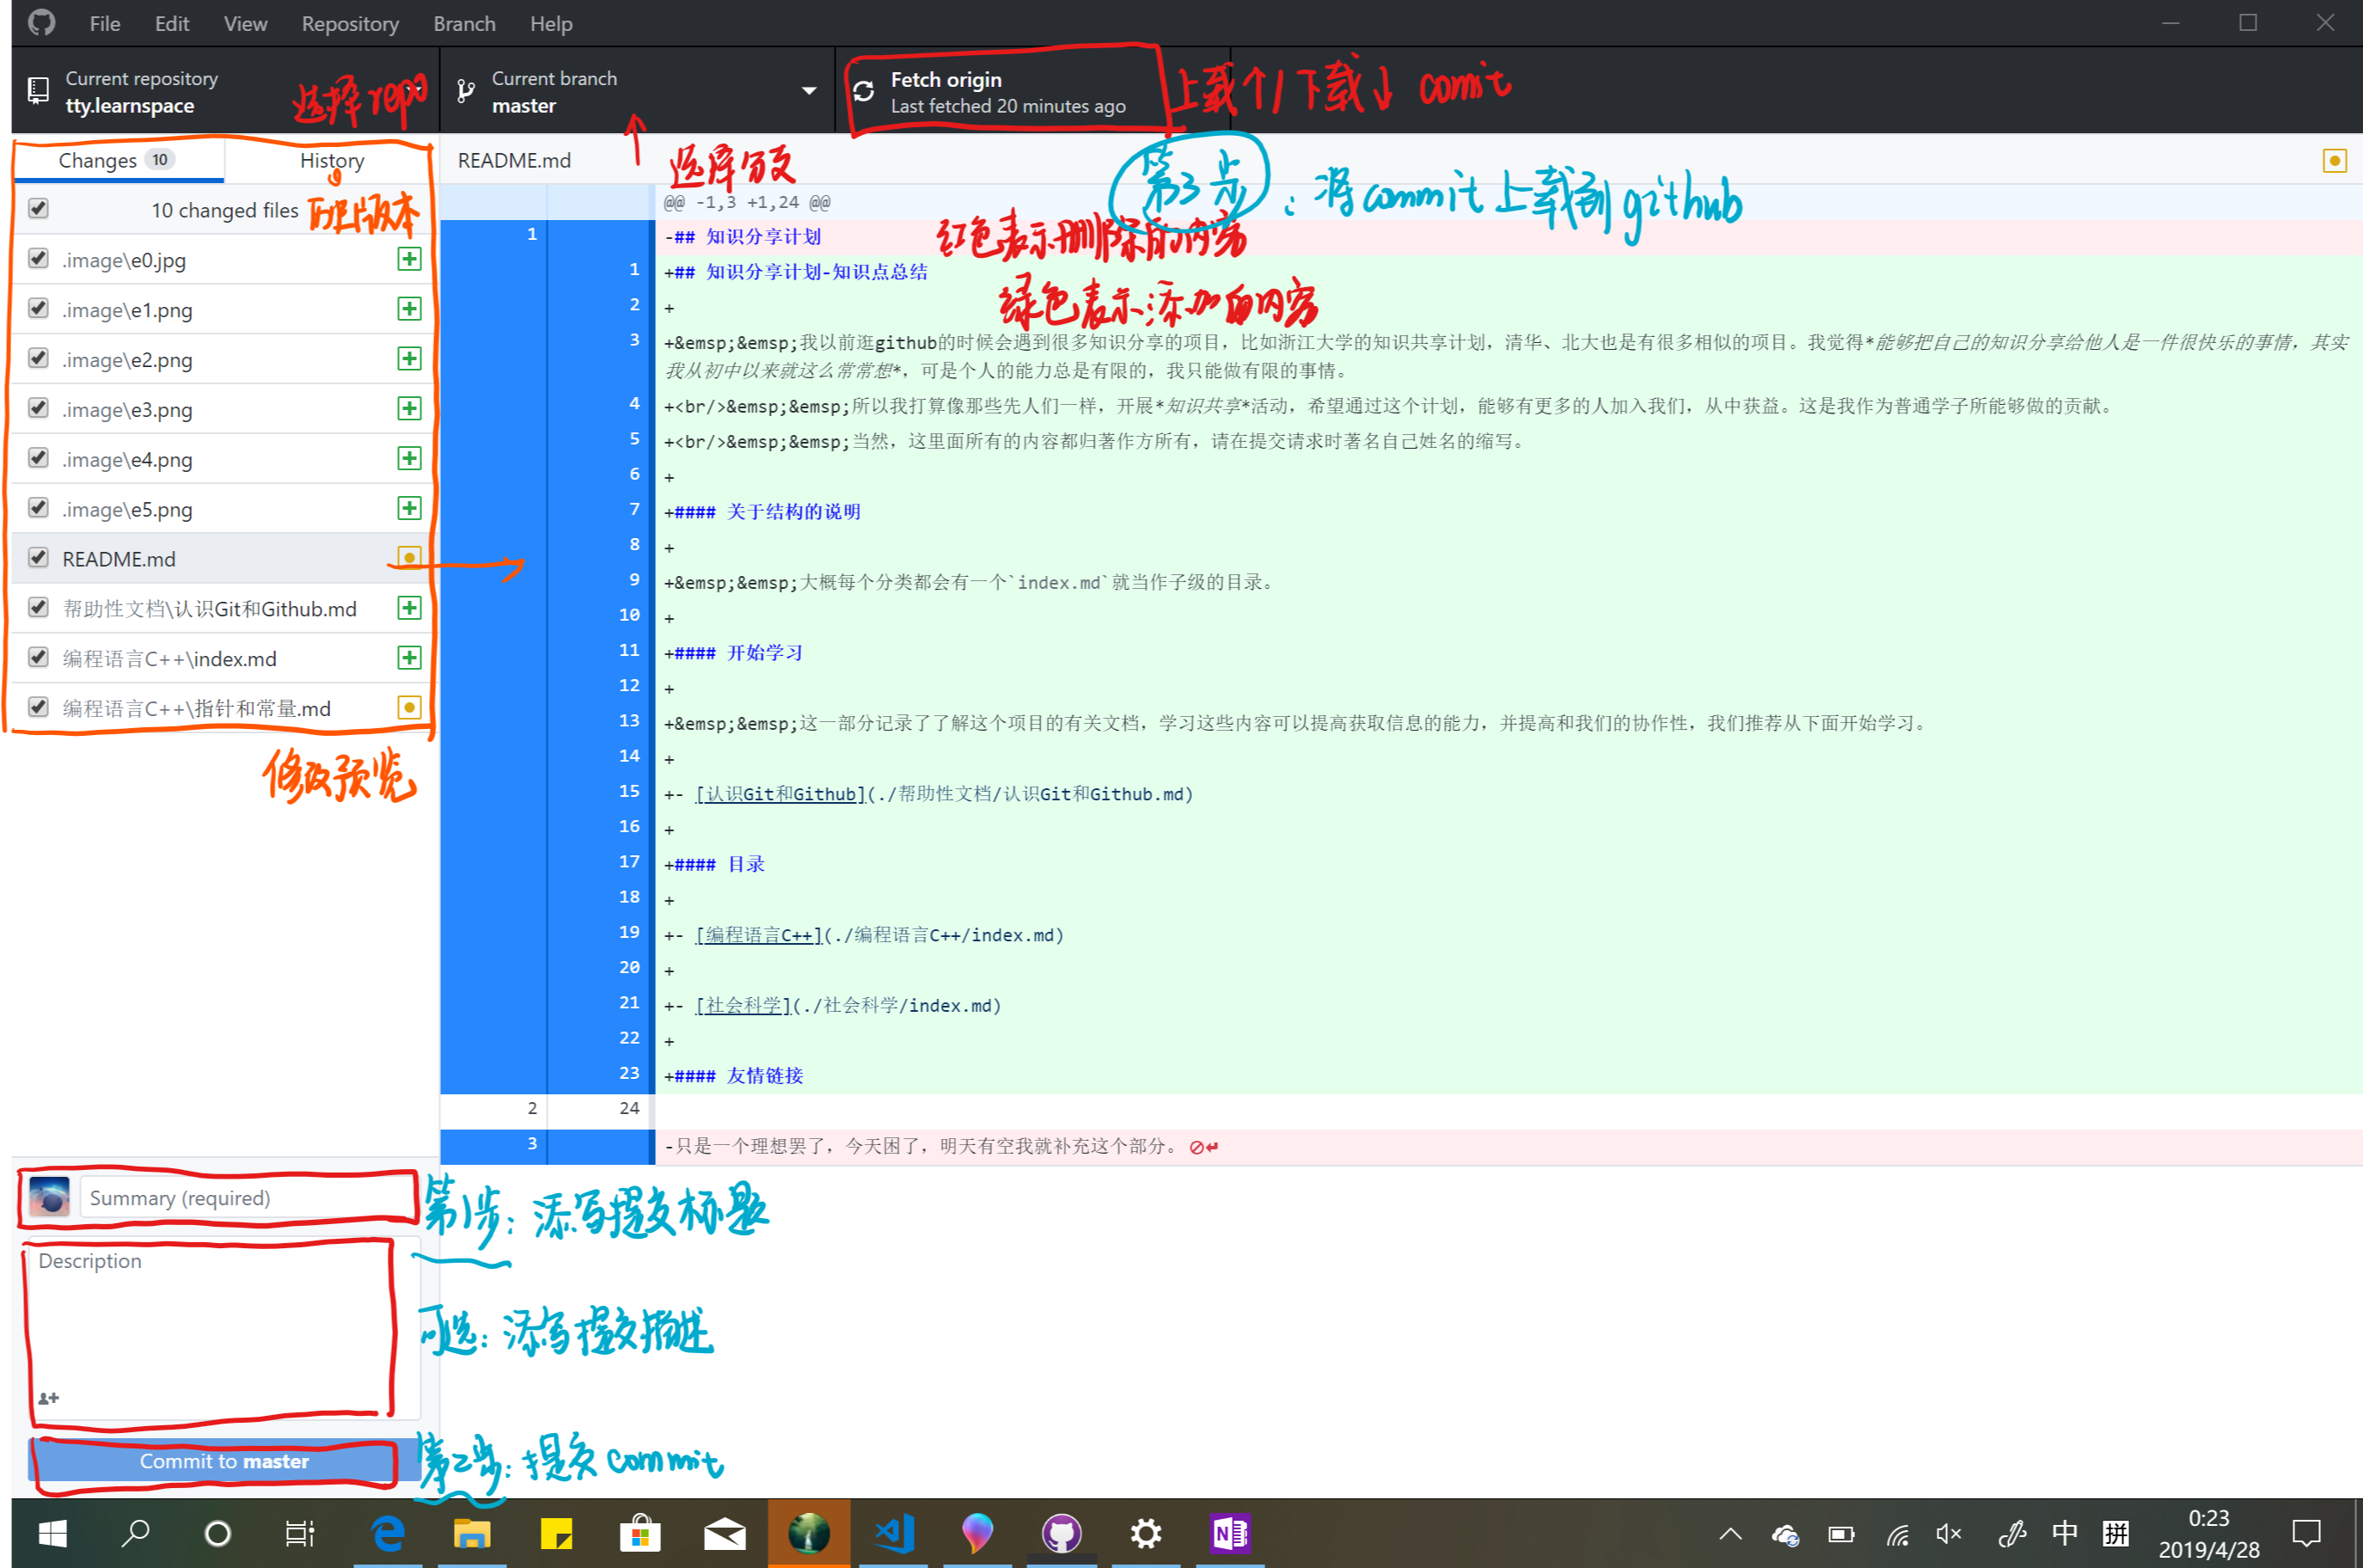 File Edit View Repository Branch Help
Current repository
tty.learnspace
选择repo
Current branch
master
Fetch origin
Last fetched 20 minutes ago
上载↑/下载↓ comit
Changes 10
History
历史版本
10 changed files
.image\e0.jpg
.image\e1.png
.image\e2.png
.image\e3.png
.image\e4.png
.image\e5.png
README.md
帮助性文档\认识Git和Github.md
编程语言C++\index.md
编程语言C++\指针和常量.md
修改预览
README.md
选择分支
第3步：将commit上载到github
@@ -1,3 +1,24 @@
1 -## 知识分享计划
红色表示删除的内容
1 +## 知识分享计划-知识点总结
绿色表示添加的内容
2 +
3 +&emsp;&emsp;我以前逛github的时候会遇到很多知识分享的项目，比如浙江大学的知识共享计划，清华、北大也是有很多相似的项目。我觉得*能够把自己的知识分享给他人是一件很快乐的事情，其实
我从初中以来就这么常常想*，可是个人的能力总是有限的，我只能做有限的事情。
4 +<br/>&emsp;&emsp;所以我打算像那些先人们一样，开展*知识共享*活动，希望通过这个计划，能够有更多的人加入我们，从中获益。这是我作为普通学子所能够做的贡献。
5 +<br/>&emsp;&emsp;当然，这里面所有的内容都归著作方所有，请在提交请求时著名自己姓名的缩写。
6 +
7 +#### 关于结构的说明
8 +
9 +&emsp;&emsp;大概每个分类都会有一个`index.md`就当作子级的目录。
10 +
11 +#### 开始学习
12 +
13 +&emsp;&emsp;这一部分记录了了解这个项目的有关文档，学习这些内容可以提高获取信息的能力，并提高和我们的协作性，我们推荐从下面开始学习。
14 +
15 +- [认识Git和Github](./帮助性文档/认识Git和Github.md)
16 +
17 +#### 目录
18 +
19 +- [编程语言C++](./编程语言C++/index.md)
20 +
21 +- [社会科学](./社会科学/index.md)
22 +
23 +#### 友情链接
2 24
3 -只是一个理想罢了，今天困了，明天有空我就补充这个部分。
Summary (required)
第1步：添写提交标题
Description
可选：添写提交描述
Commit to master
第二步：提交commit
中 拼
0:23
2019/4/28